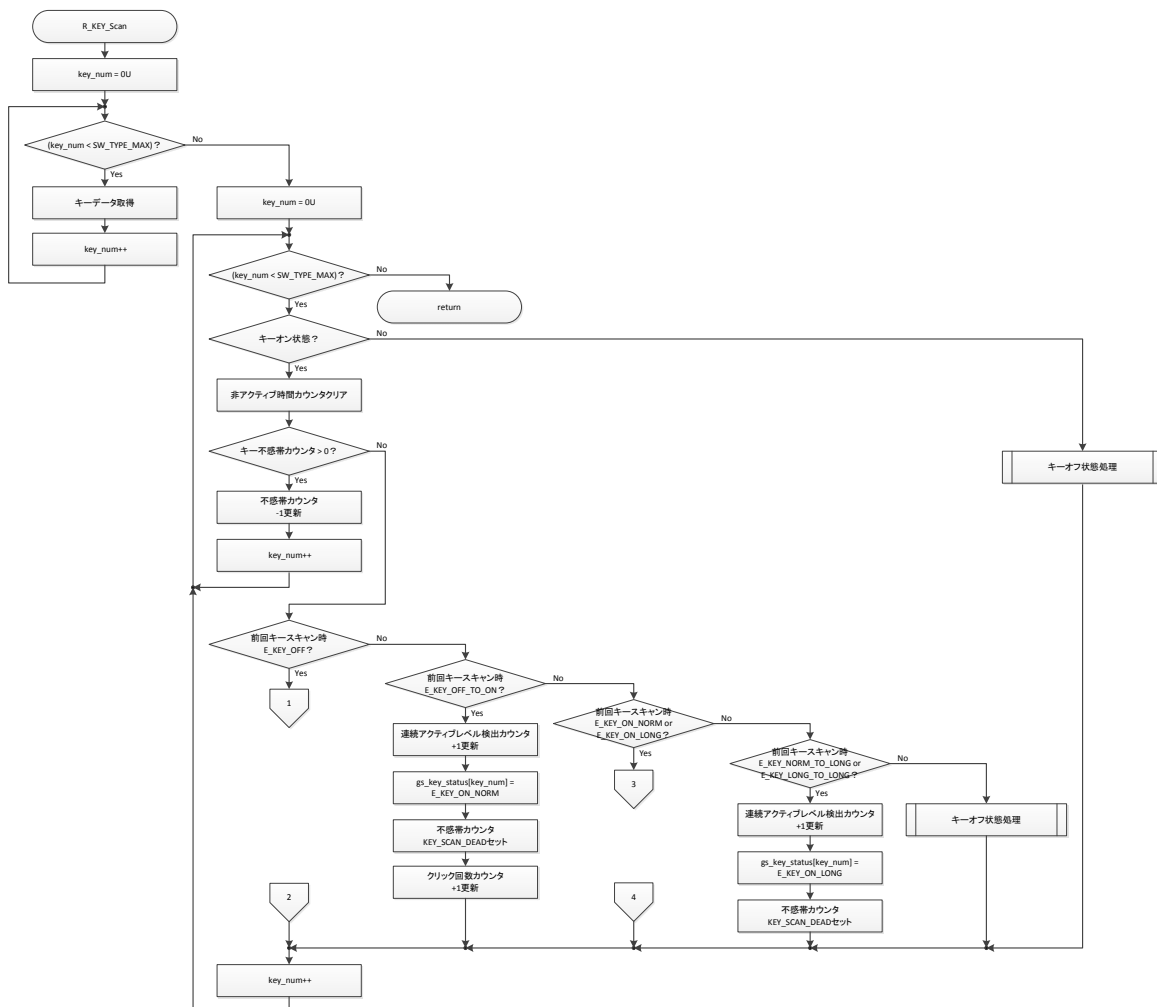 R_KEY_Scan
key_num = 0U
(key_num < SW_TYPE_MAX)？
No
Yes
キーデータ取得
key_num++
key_num = 0U
(key_num < SW_TYPE_MAX)？
No
Yes
return
キーオン状態？
No
Yes
非アクティブ時間カウンタクリア
キー不感帯カウンタ > 0？
No
Yes
キーオフ状態処理
不感帯カウンタ
-1更新
key_num++
前回キースキャン時
E_KEY_OFF？
No
Yes
1
前回キースキャン時
E_KEY_OFF_TO_ON？
No
Yes
連続アクティブレベル検出カウンタ
+1更新
gs_key_status[key_num] =
E_KEY_ON_NORM
不感帯カウンタ
KEY_SCAN_DEADセット
クリック回数カウンタ
+1更新
前回キースキャン時
E_KEY_ON_NORM or
E_KEY_ON_LONG？
No
Yes
3
前回キースキャン時
E_KEY_NORM_TO_LONG or
E_KEY_LONG_TO_LONG？
No
Yes
連続アクティブレベル検出カウンタ
+1更新
gs_key_status[key_num] =
E_KEY_ON_LONG
不感帯カウンタ
KEY_SCAN_DEADセット
キーオフ状態処理
2
4
key_num++